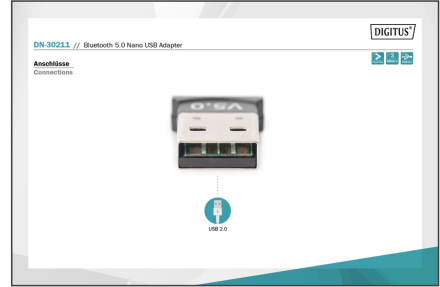 DIGITUS®
DN-30211 // Bluetooth 5.0 Nano USB Adapter
Anschlüsse
Connections
V5.0
USB 2.0